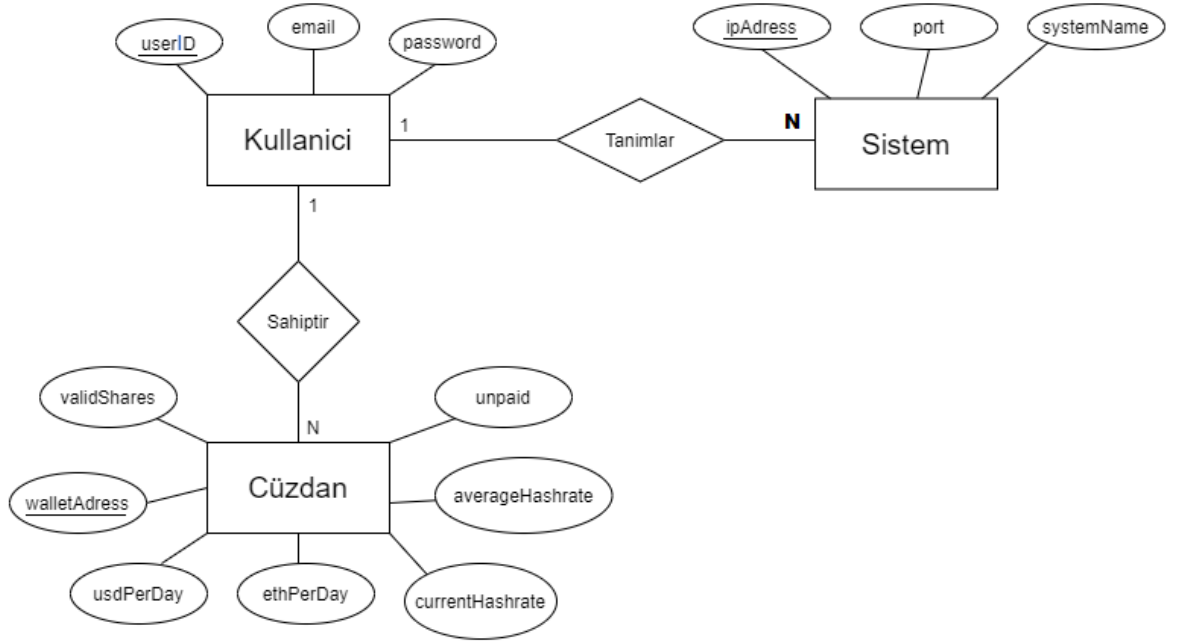 userID
email
password
ipAdress
port
systemName
Kullanici
1
Tanimlar
N
Sistem
1
Sahiptir
N
validShares
unpaid
Cüzdan
walletAdress
averageHashrate
usdPerDay
ethPerDay
currentHashrate